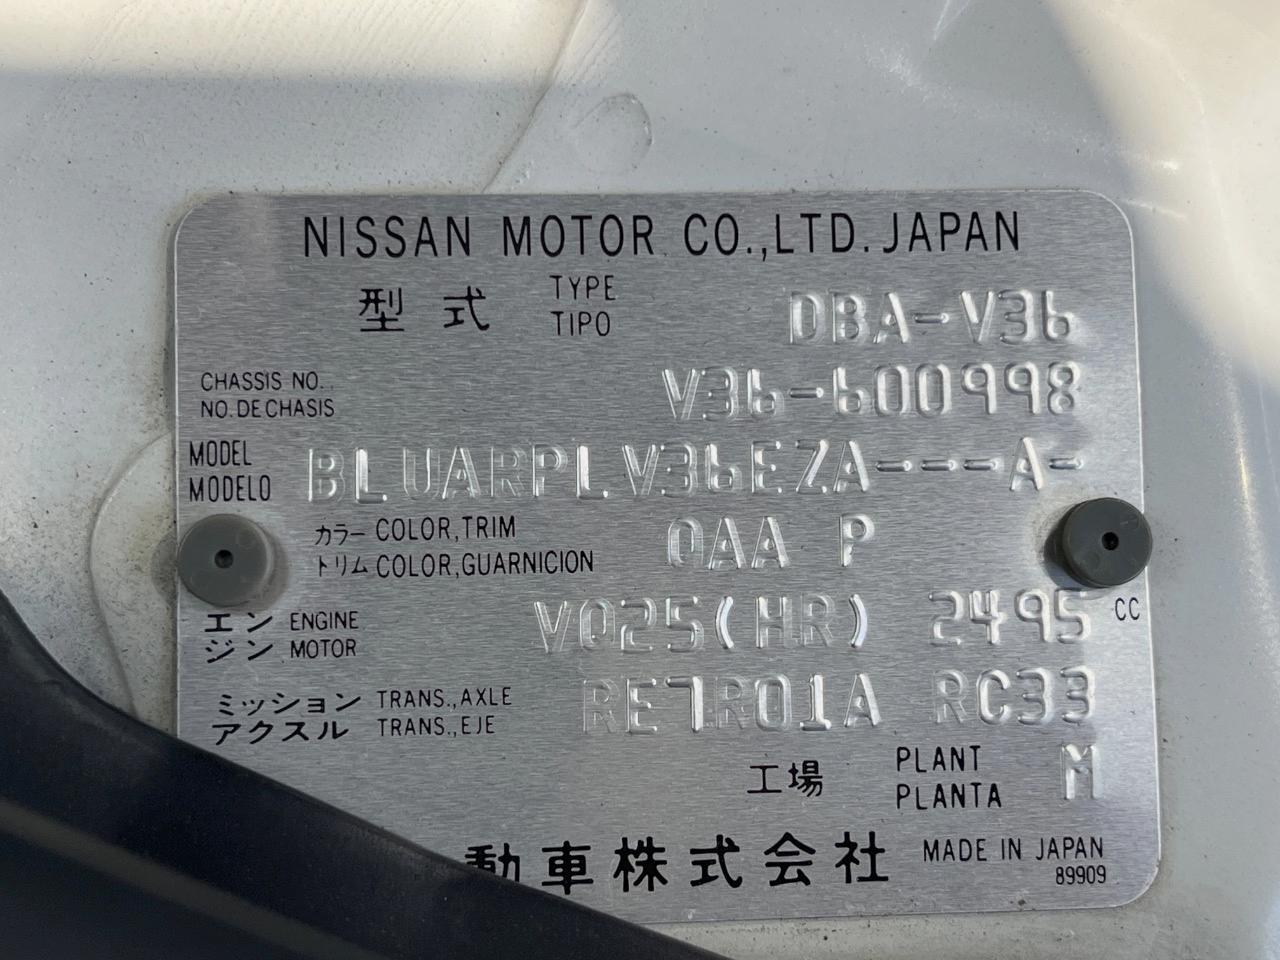 NISSAN MOTOR CO.,LTD. JAPAN
型式 TYPE DBA-V36
TIPO
CHASSIS NO. V36-600998
NO. DE CHASIS
MODEL BLUARPLV36EZA---A-
MODELO
カラー COLOR,TRIM QAA P
トリム COLOR,GUARNICION
エン ENGINE VQ25(HR) 2495 CC
ジン MOTOR
ミッション TRANS.,AXLE RE7R01A RC33
アクスル TRANS.,EJE
工場 PLANT M
PLANTA
動車株式会社 MADE IN JAPAN
89909